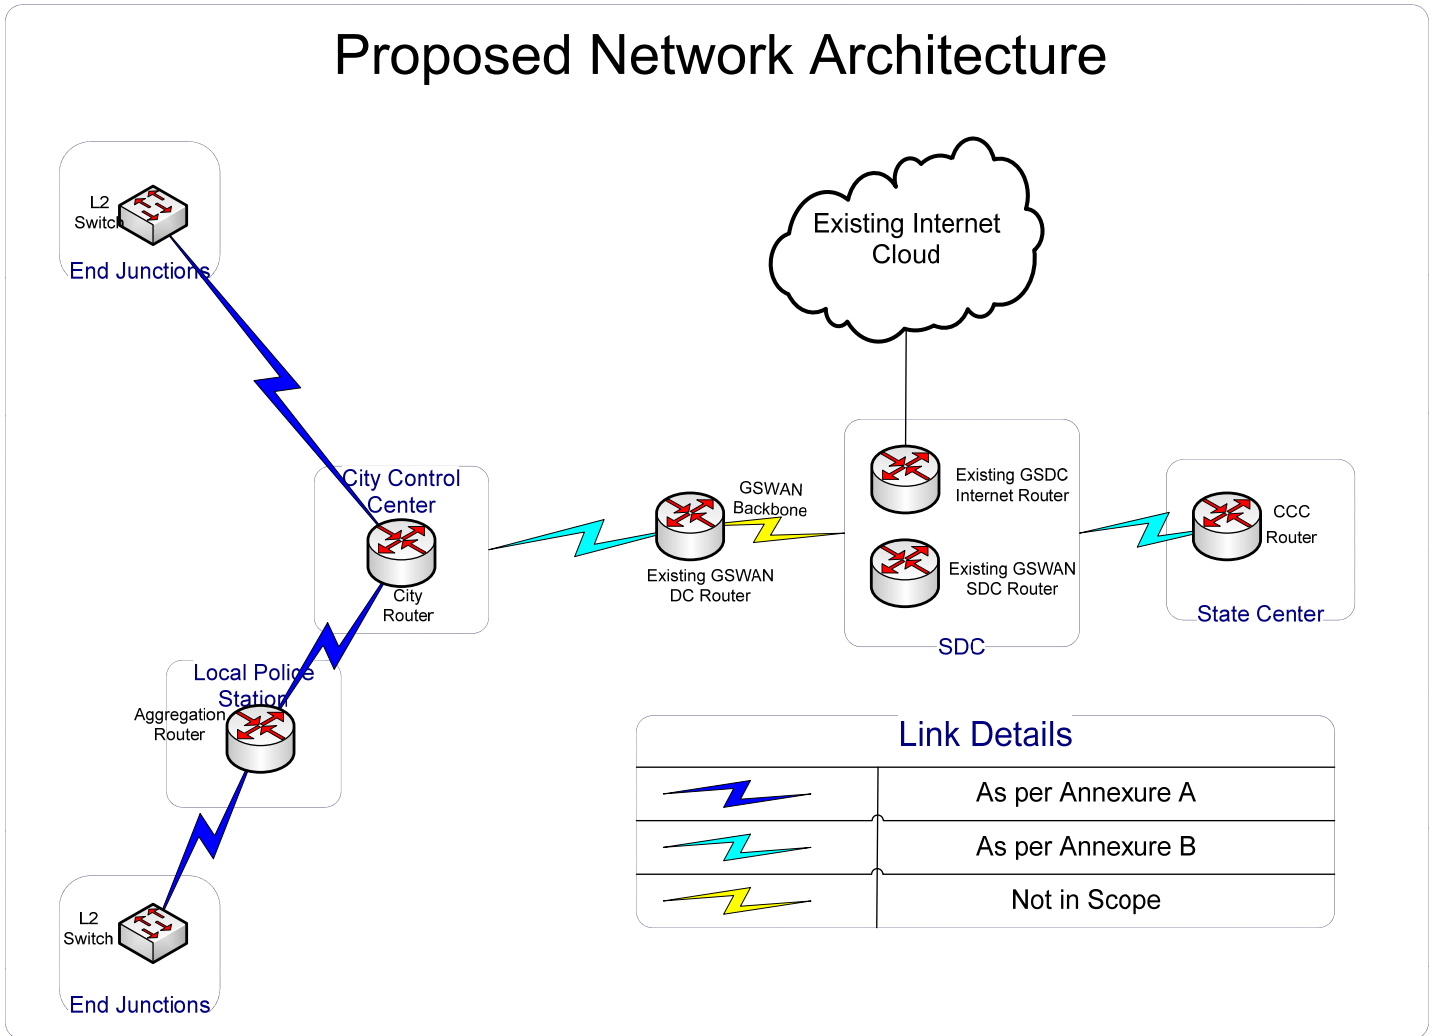 Proposed Network Architecture
L2
Switch
End Junctions
Existing Internet
Cloud
City Control
Center
City
Router
GSWAN
Backbone
Existing GSWAN
DC Router
Existing GSDC
Internet Router
Existing GSWAN
SDC Router
SDC
CCC
Router
State Center
Local Police
Station
Aggregation
Router
L2
Switch
End Junctions
Link Details
As per Annexure A
As per Annexure B
Not in Scope